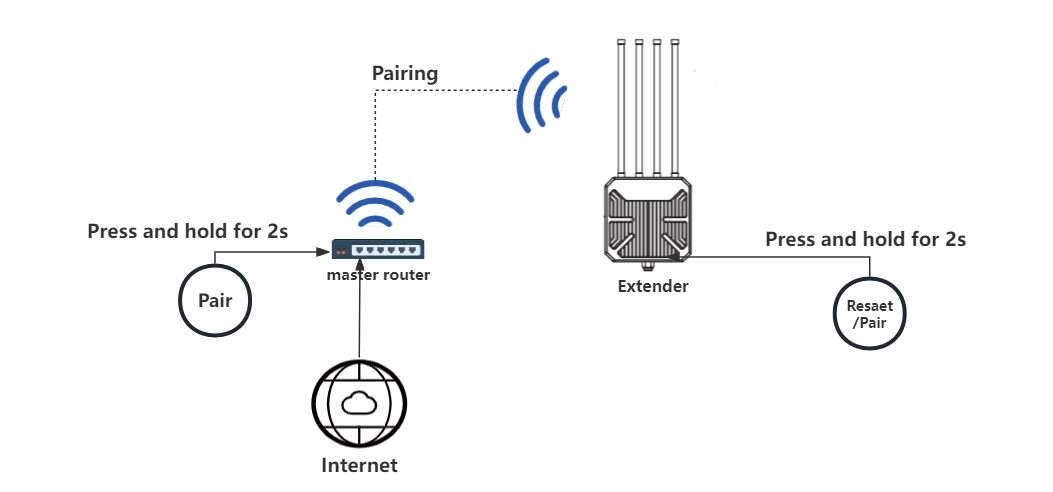 Pairing
Press and hold for 2s
Press and hold for 2s
master router
Extender
Pair
Resaet
/Pair
Internet